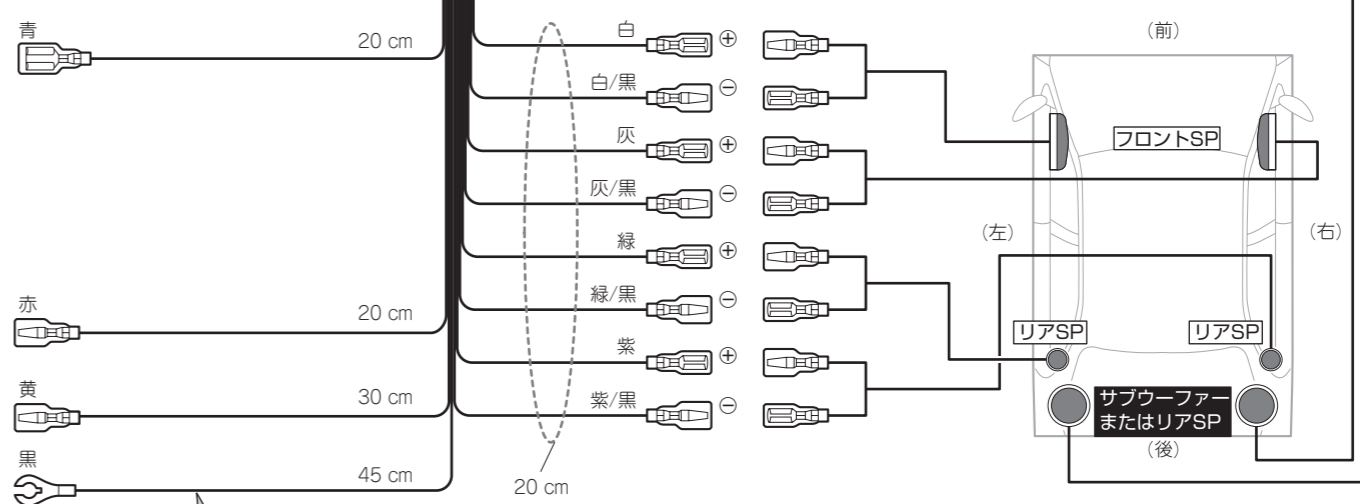 青
20 cm
赤
20 cm
黄
30 cm
黒
45 cm
白
⊕
白/黒
⊖
灰
⊕
灰/黒
⊖
緑
⊕
緑/黒
⊖
紫
⊕
紫/黒
⊖
20 cm
(前)
フロントSP
(左)
(右)
リアSP
リアSP
サブウーファー
またはリアSP
(後)